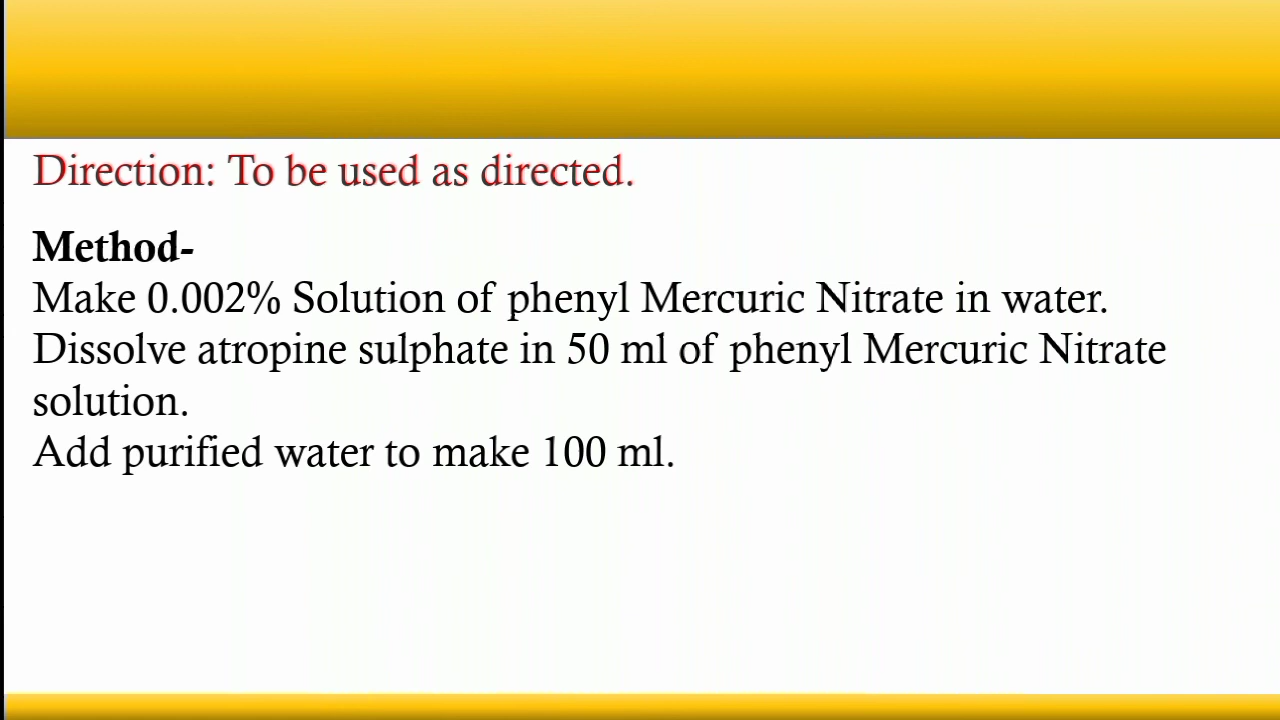 Direction: To be used as directed.
Method-
Make 0.002% Solution of phenyl Mercuric Nitrate in water.
Dissolve atropine sulphate in 50 ml of phenyl Mercuric Nitrate
solution.
Add purified water to make 100 ml.